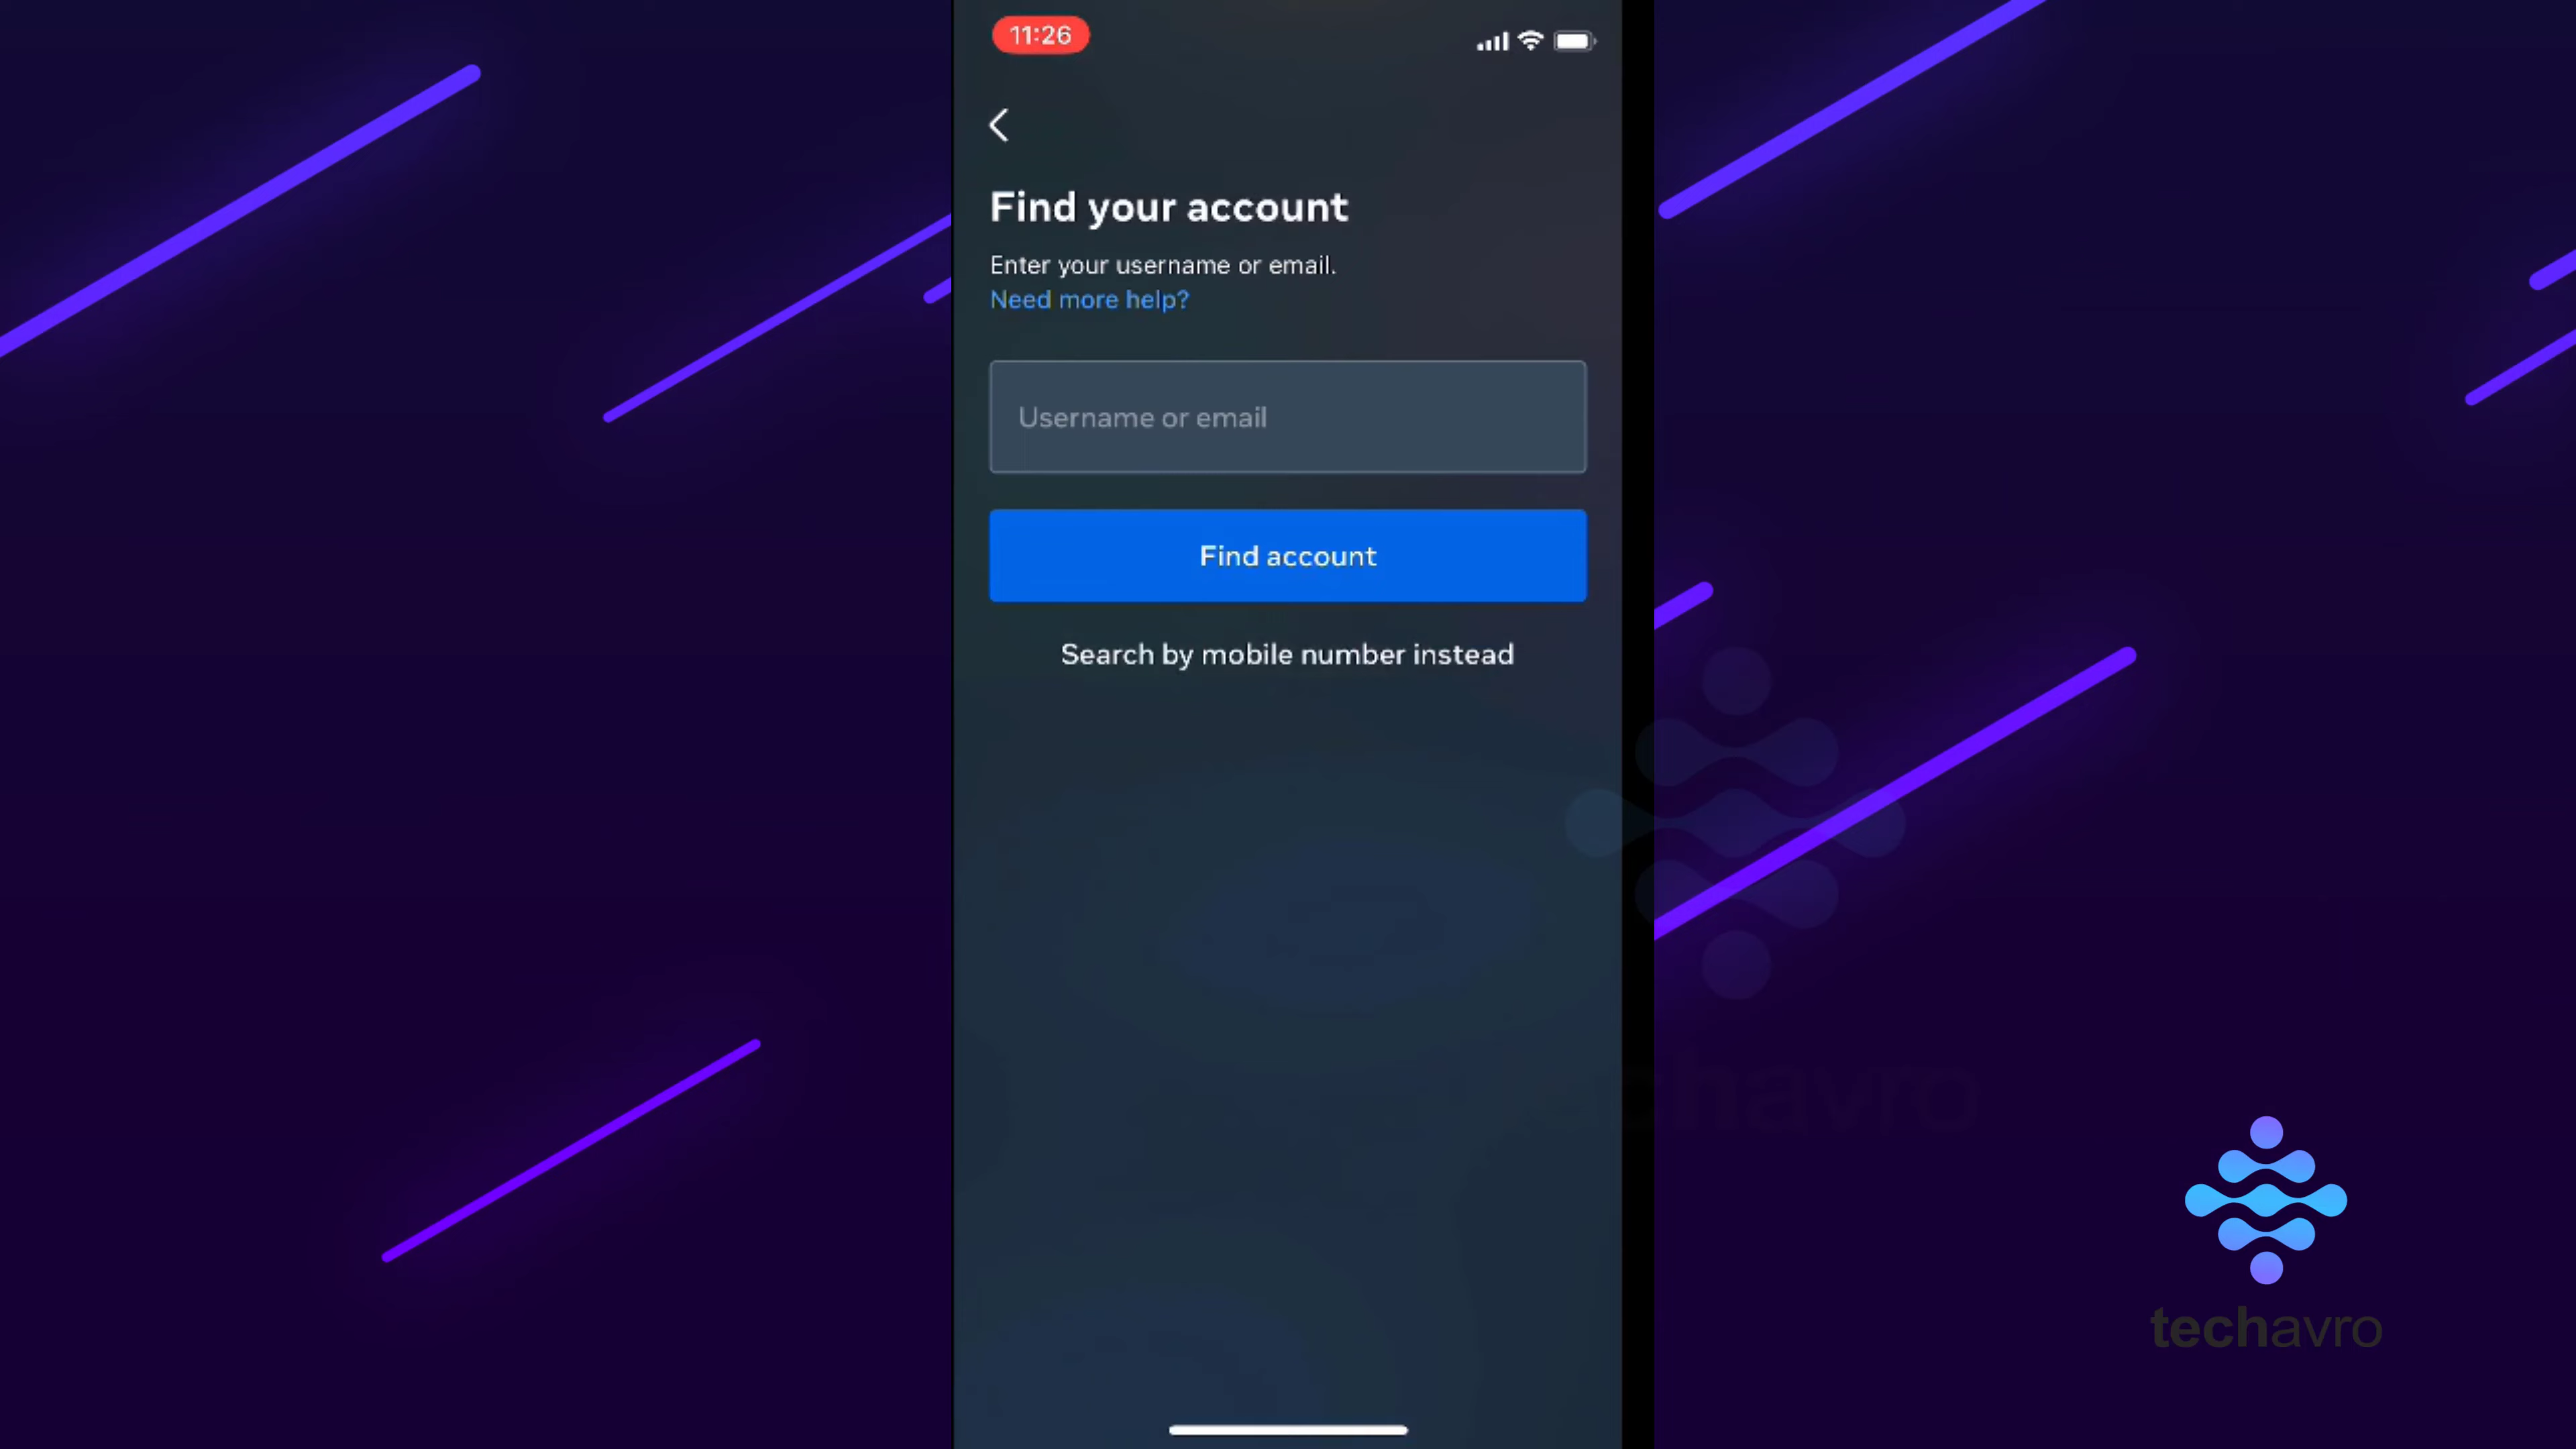 11:26
Find your account
Enter your username or email.
Need more help?
Username or email
Find account
Search by mobile number instead
techavro
techavro